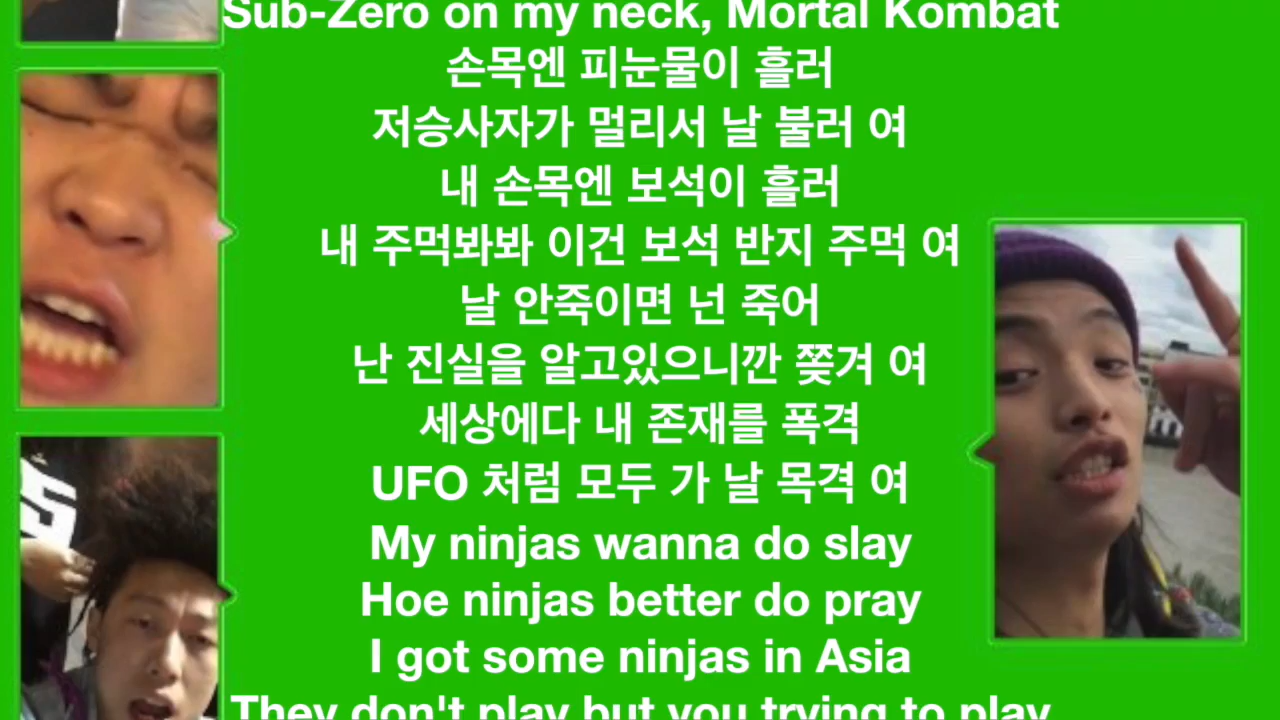 Sub-Zero on my neck, Mortal Kombat
손목엔 피눈물이 흘러
저승사자가 멀리서 날 불러 여
내 손목엔 보석이 흘러
내 주먹봐봐 이건 보석 반지 주먹 여
날 안죽이면 넌 죽어
난 진실을 알고있으니깐 쫒겨 여
세상에다 내 존재를 폭격
UFO 처럼 모두 가 날 목격 여
My ninjas wanna do slay
Hoe ninjas better do pray
I got some ninjas in Asia
They don't play but you trying to play
5